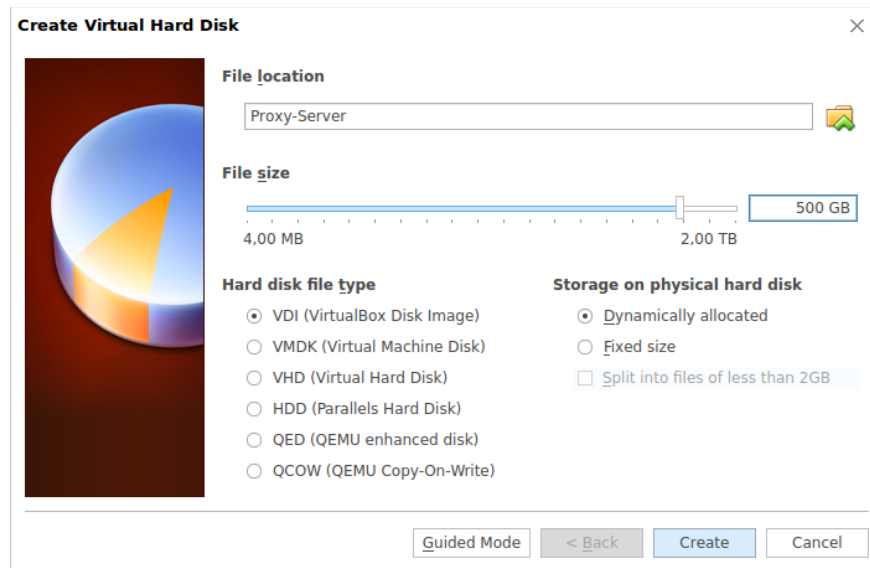 Create Virtual Hard Disk
File location
Proxy-Server
File size
500 GB
4,00 MB 2,00 TB
Hard disk file type
VDI (VirtualBox Disk Image)
VMDK (Virtual Machine Disk)
VHD (Virtual Hard Disk)
HDD (Parallels Hard Disk)
QED (QEMU enhanced disk)
QCOW (QEMU Copy-On-Write)
Storage on physical hard disk
Dynamically allocated
Fixed size
Split into files of less than 2GB
Guided Mode < Back Create Cancel